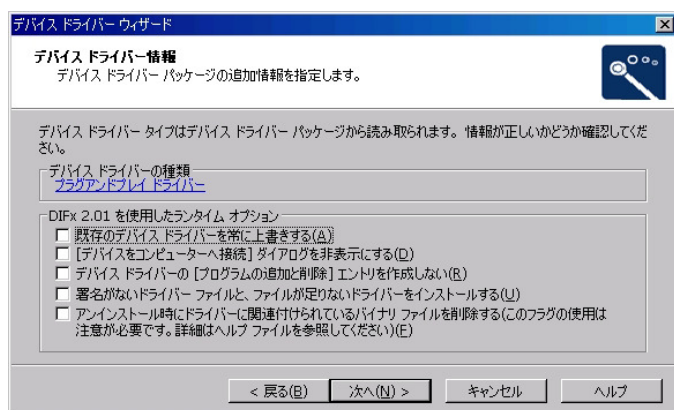 デバイス ドライバー ウィザード
デバイス ドライバー情報
デバイス ドライバー パッケージの追加情報を指定します。
デバイス ドライバー タイプはデバイス ドライバー パッケージから読み取られます。情報が正しいかどうか確認してくだ
さい。
デバイス ドライバーの種類
プラグアンドプレイ ドライバー
DIFx 2.01 を使用したランタイム オプション
既存のデバイス ドライバーを常に上書きする(A)
[デバイスをコンピューターへ接続] ダイアログを非表示にする(D)
デバイス ドライバーの [プログラムの追加と削除] エントリを作成しない(R)
署名がないドライバー ファイルと、ファイルが足りないドライバーをインストールする(U)
アンインストール時にドライバーに関連付けられているバイナリ ファイルを削除する(このフラグの使用は
注意が必要です。詳細はヘルプ ファイルを参照してください)(E)
< 戻る(B) 次へ(N) > キャンセル ヘルプ